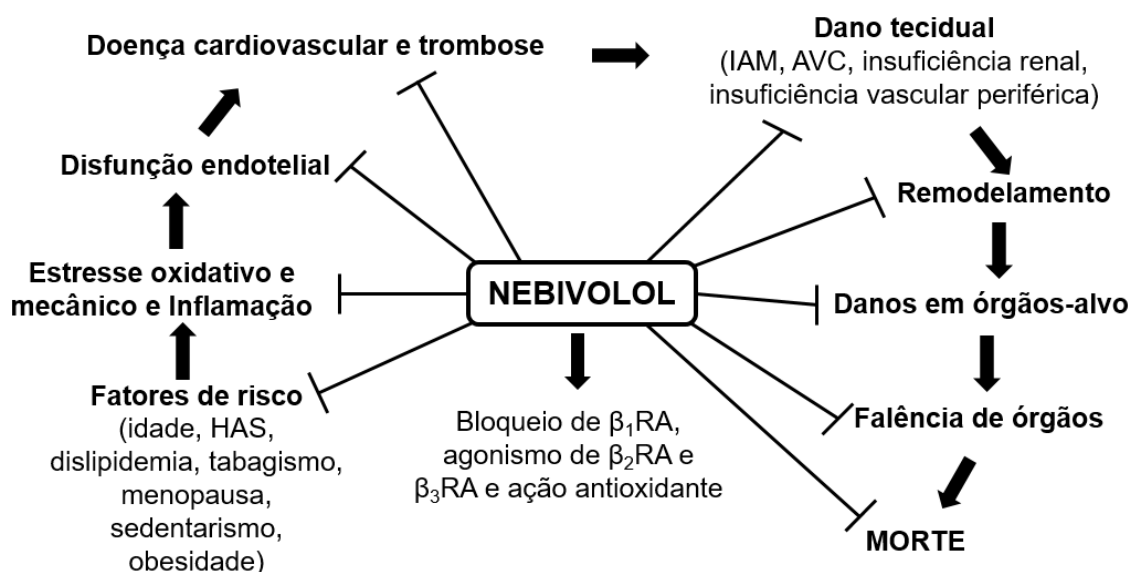 Doença cardiovascular e trombose
Dano tecidual
(IAM, AVC, insuficiência renal,
insuficiência vascular periférica)
Disfunção endotelial
Remodelamento
Estresse oxidativo e
mecânico e Inflamação
NEBIVOLOL
Danos em órgãos-alvo
Fatores de risco
(idade, HAS,
dislipidemia, tabagismo,
menopausa,
sedentarismo,
obesidade)
Bloqueio de β₁RA,
agonismo de β₂RA e
β₃RA e ação antioxidante
Falência de órgãos
MORTE